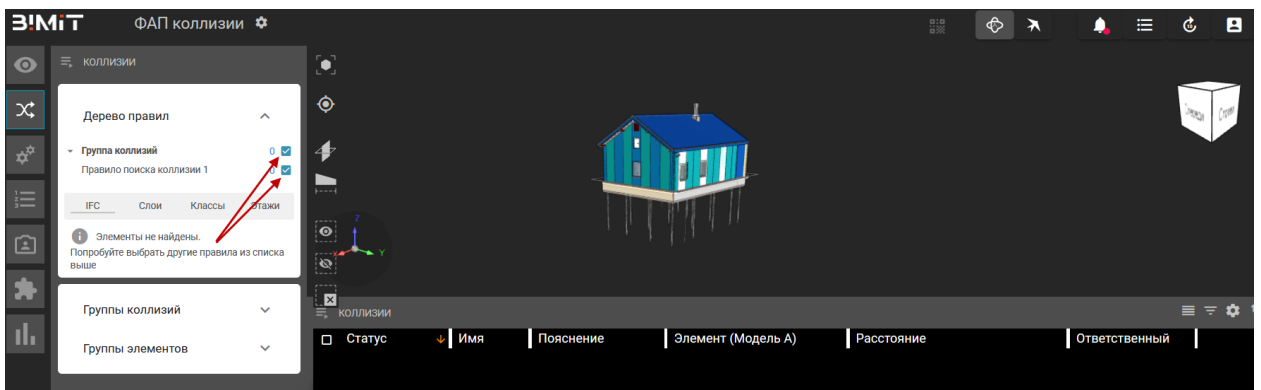 B!MiT ФАП коллизии
КОЛЛИЗИИ
Дерево правил
Группа коллизий 0
Правило поиска коллизии 1 0
IFC Слои Классы Этажи
Элементы не найдены.
Попробуйте выбрать другие правила из списка
выше
Группы коллизий
Группы элементов
Z
X Y
КОЛЛИЗИИ
Статус Имя Пояснение Элемент (Модель A) Расстояние Ответственный